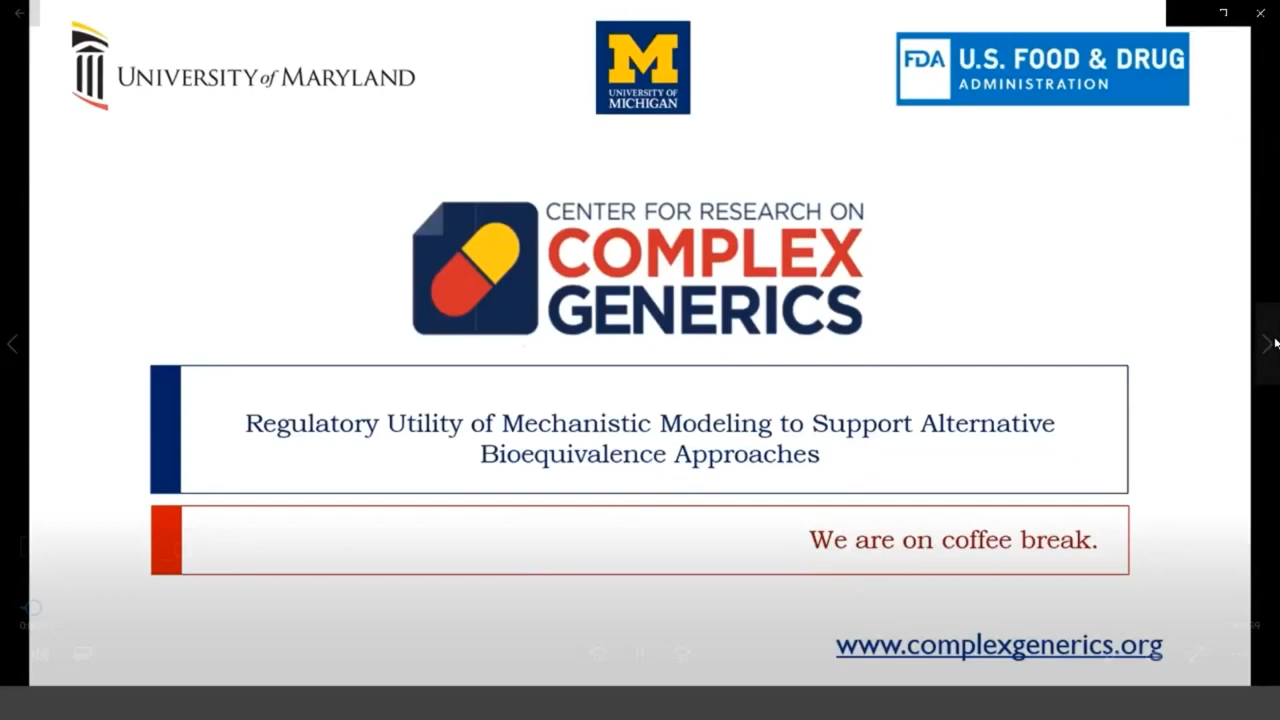 UNIVERSITY of MARYLAND
M
UNIVERSITY OF
MICHIGAN
FDA
U.S. FOOD & DRUG
ADMINISTRATION
CENTER FOR RESEARCH ON
COMPLEX
GENERICS
Regulatory Utility of Mechanistic Modeling to Support Alternative
Bioequivalence Approaches
We are on coffee break.
www.complexgenerics.org